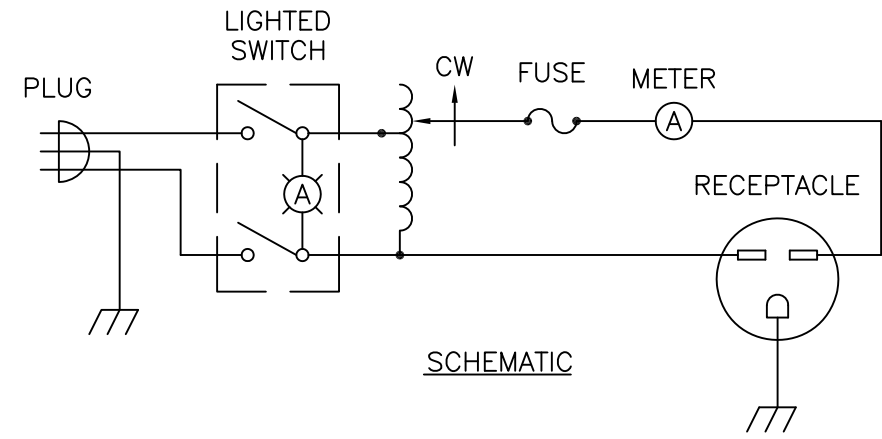 LIGHTED
SWITCH
CW
FUSE
METER
PLUG
A
RECEPTACLE
A
SCHEMATIC